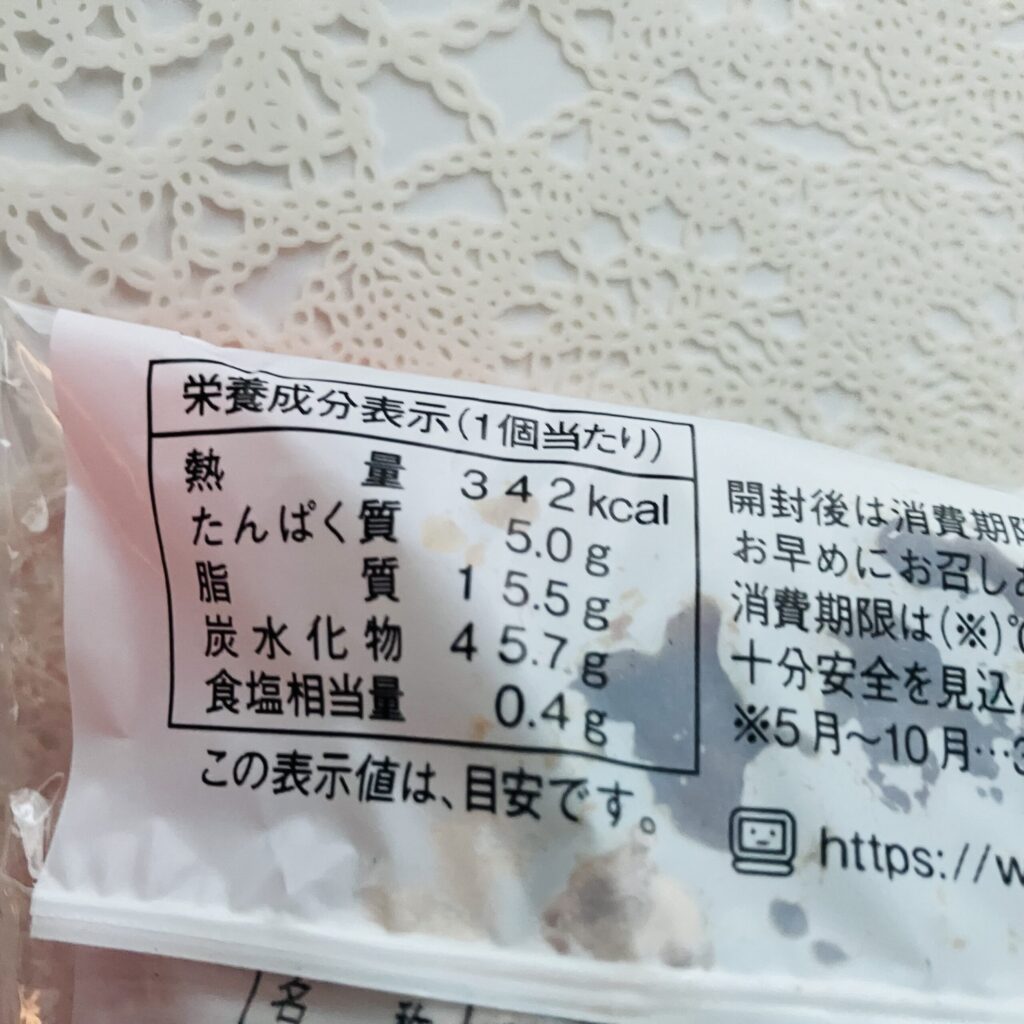 栄養成分表示(1個当たり)
熱量 342kcal
たんぱく質 5.0g
脂質 15.5g
炭水化物 45.7g
食塩相当量 0.4g
この表示値は、目安です。
開封後は消費期限
お早めにお召し
消費期限は(※)℃
十分安全を見込
※5月~10月…3
https://w
名称